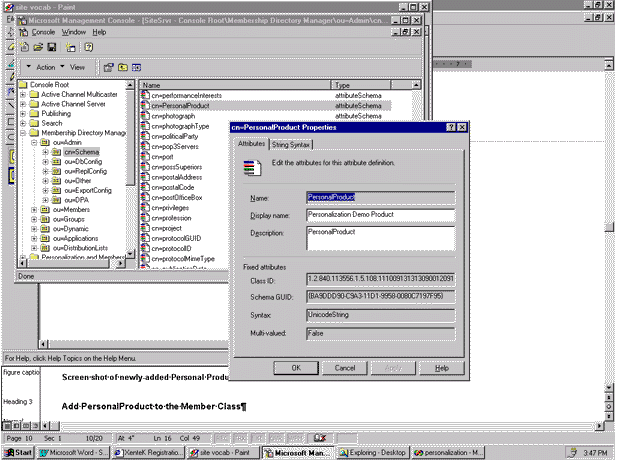 site vocab - Paint
Microsoft Management Console - [SiteSrvr - Console Root\Membership Directory Manager\ou=Admin\cn...
Console Window Help
Action View
Console Root
Active Channel Multicaster
Active Channel Server
Publishing
Search
Membership Directory Manag
ou=Admin
cn=Schema
ou=DbConfig
ou=ReplConfig
ou=Other
ou=ExportConfig
ou=DPA
ou=Members
ou=Groups
ou=Dynamic
ou=Applications
ou=DistributionLists
Personalization and Members
Name Type
cn=performanceInterests attributeSchema
cn=PersonalProduct attributeSchema
cn=photograph attributeSchema
cn=photographType
cn=politicalParty
cn=pop3Servers
cn=port
cn=possSuperiors
cn=postalAddress
cn=postalCode
cn=postOfficeBox
cn=privileges
cn=profession
cn=project
cn=protocolGUID
cn=protocolID
cn=protocolMimeType
Done
cn=PersonalProduct Properties
Attributes String Syntax
Edit the attributes for this attribute definition.
Name: PersonalProduct
Display name: Personalization Demo Product
Description: PersonalProduct
Fixed attributes
Class ID:
Schema GUID: {BA9DDD90-C9A3-11D1-9958-0080C7197F95}
Syntax: UnicodeString
Multi-valued: False
OK Cancel Apply Help
For Help, click Help Topics on the Help Menu.
figure captio Screen shot of newly-added Personal Produ
Heading 3 Add PersonalProduct to the Member Class¶
Normal
Page 10 Sec 1 10/20 At 4" Ln 16 Col 49
Start Microsoft Word - S... XenteK Registratio... site vocab - Paint Microsoft Man... Exploring - Desktop personalization - M... 3:47 PM